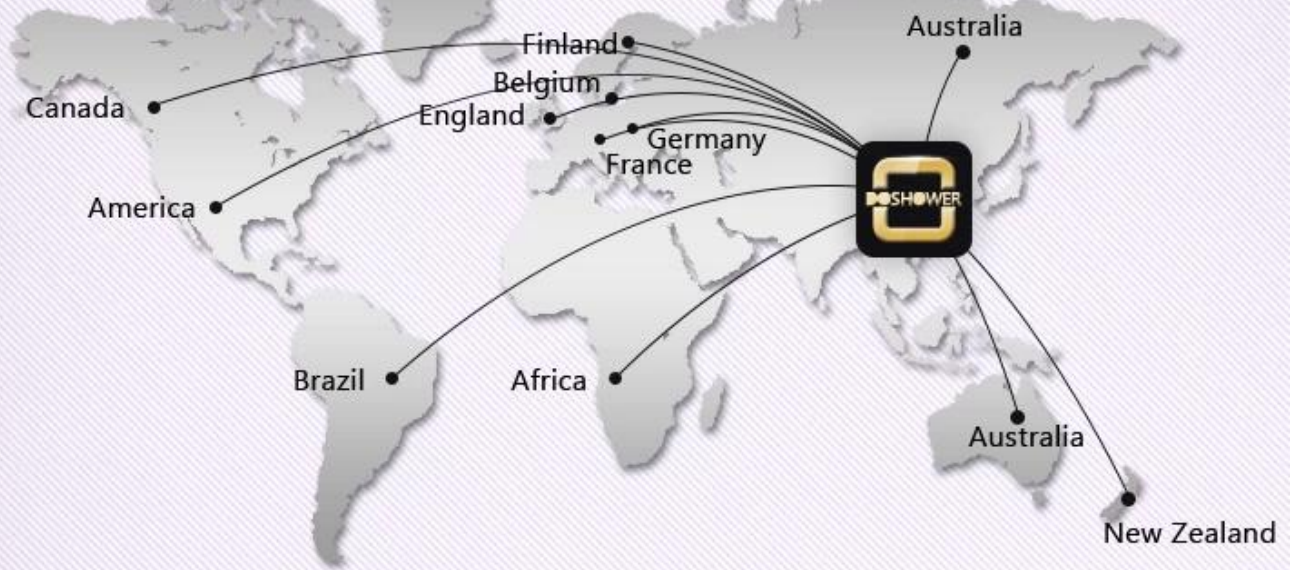 Australia
Finland
Belgium
Canada
England
Germany
France
DOSHOWER
America
Brazil
Africa
Australia
New Zealand